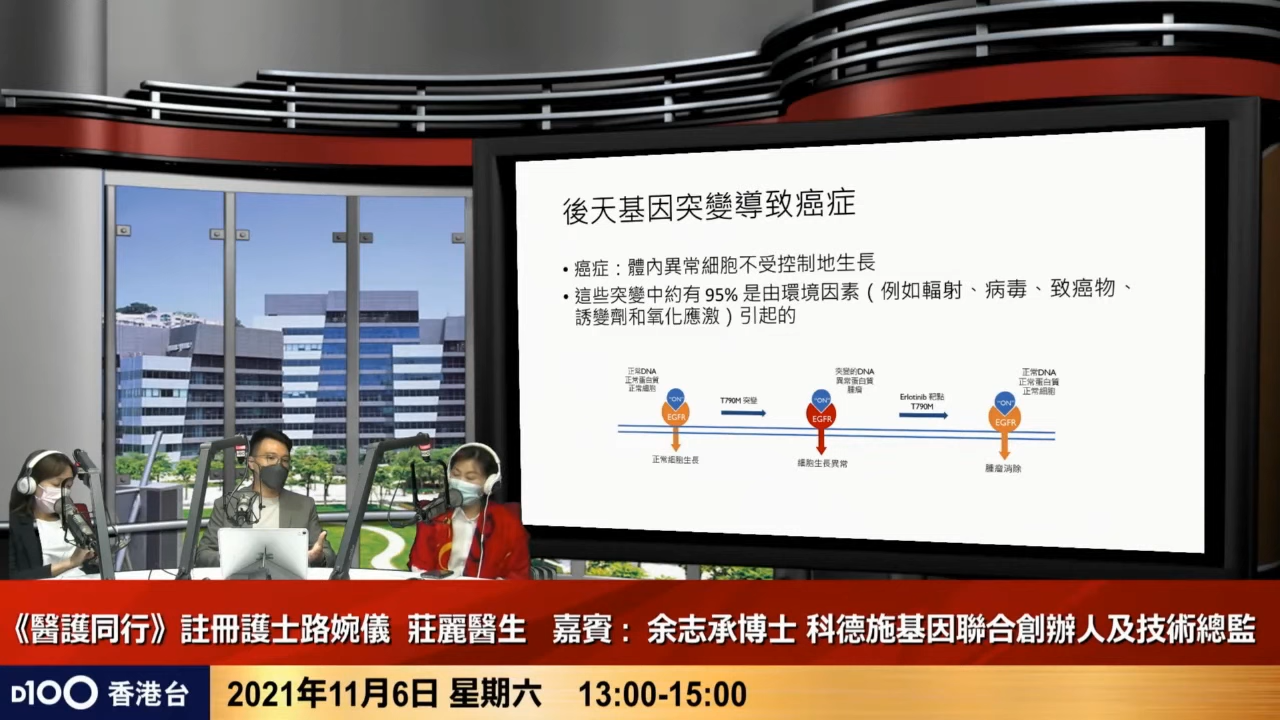 後天基因突變導致癌症
• 癌症：體內異常細胞不受控制地生長
• 這些突變中約有 95% 是由環境因素（例如輻射、病毒、致癌物、
誘變劑和氧化應激）引起的
正常DNA
正常蛋白質
正常細胞
"ON"
EGFR
正常細胞生長
T790M 突變
突變的DNA
異常蛋白質
腫瘤
"ON"
EGFR
細胞生長異常
Erlotinib 靶點
T790M
正常DNA
正常蛋白質
正常細胞
"ON"
EGFR
腫瘤消除
《醫護同行》註冊護士路婉儀 莊麗醫生 嘉賓：余志承博士 科德施基因聯合創辦人及技術總監
D100 香港台
2021年11月6日 星期六 13:00-15:00